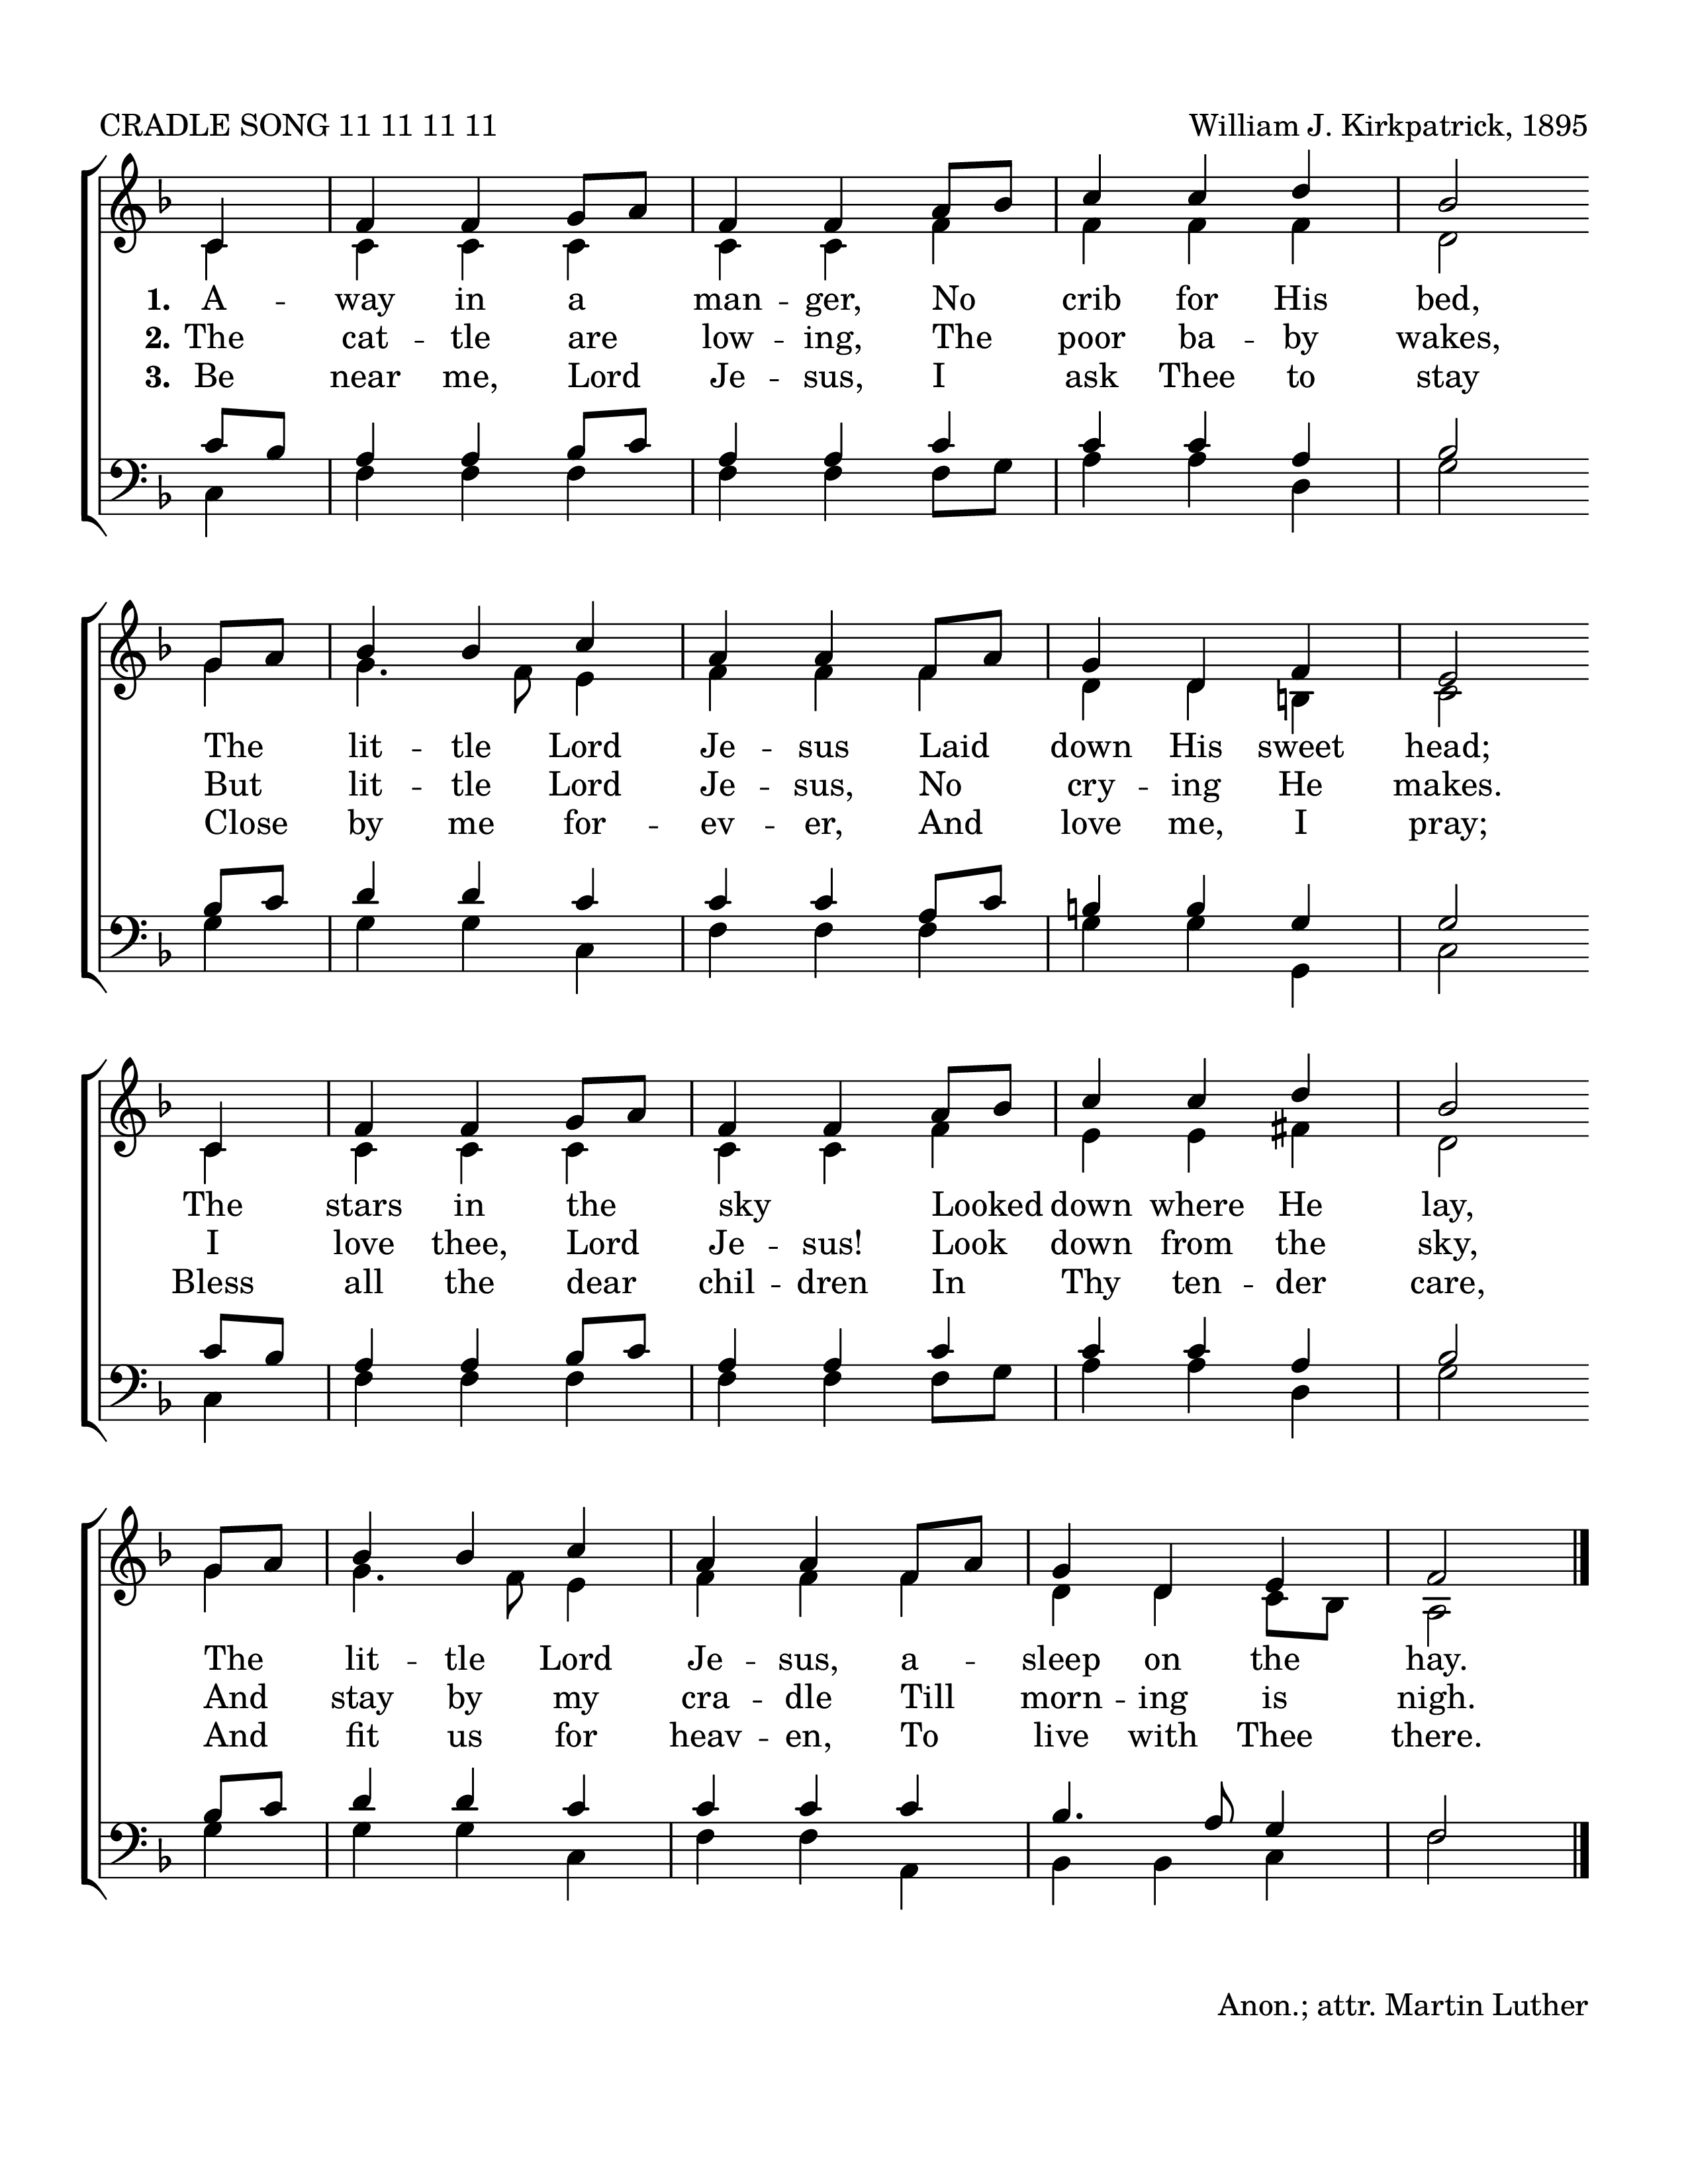 CRADLE SONG 11 11 11 11 William J. Kirkpatrick, 1895
1. A -- way in a man -- ger, No crib for His bed,
2. The cat -- tle are low -- ing, The poor ba -- by wakes,
3. Be near me, Lord Je -- sus, I ask Thee to stay
The lit -- tle Lord Je -- sus Laid down His sweet head;
But lit -- tle Lord Je -- sus, No cry -- ing He makes.
Close by me for -- ev -- er, And love me, I pray;
The stars in the sky Looked down where He lay,
I love thee, Lord Je -- sus! Look down from the sky,
Bless all the dear chil -- dren In Thy ten -- der care,
The lit -- tle Lord Je -- sus, a -- sleep on the hay.
And stay by my cra -- dle Till morn -- ing is nigh.
And fit us for heav -- en, To live with Thee there.
Anon.; attr. Martin Luther